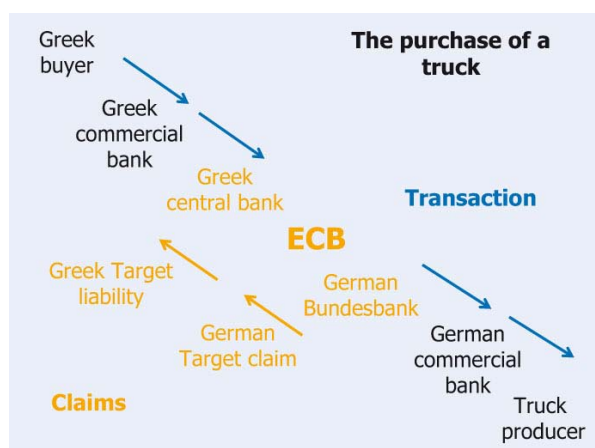 Greek
buyer
The purchase of a
truck
Greek
commercial
bank
Greek
central bank
Transaction
ECB
Greek Target
liability
German
Bundesbank
German
Target claim
German
commercial
bank
Claims
Truck
producer